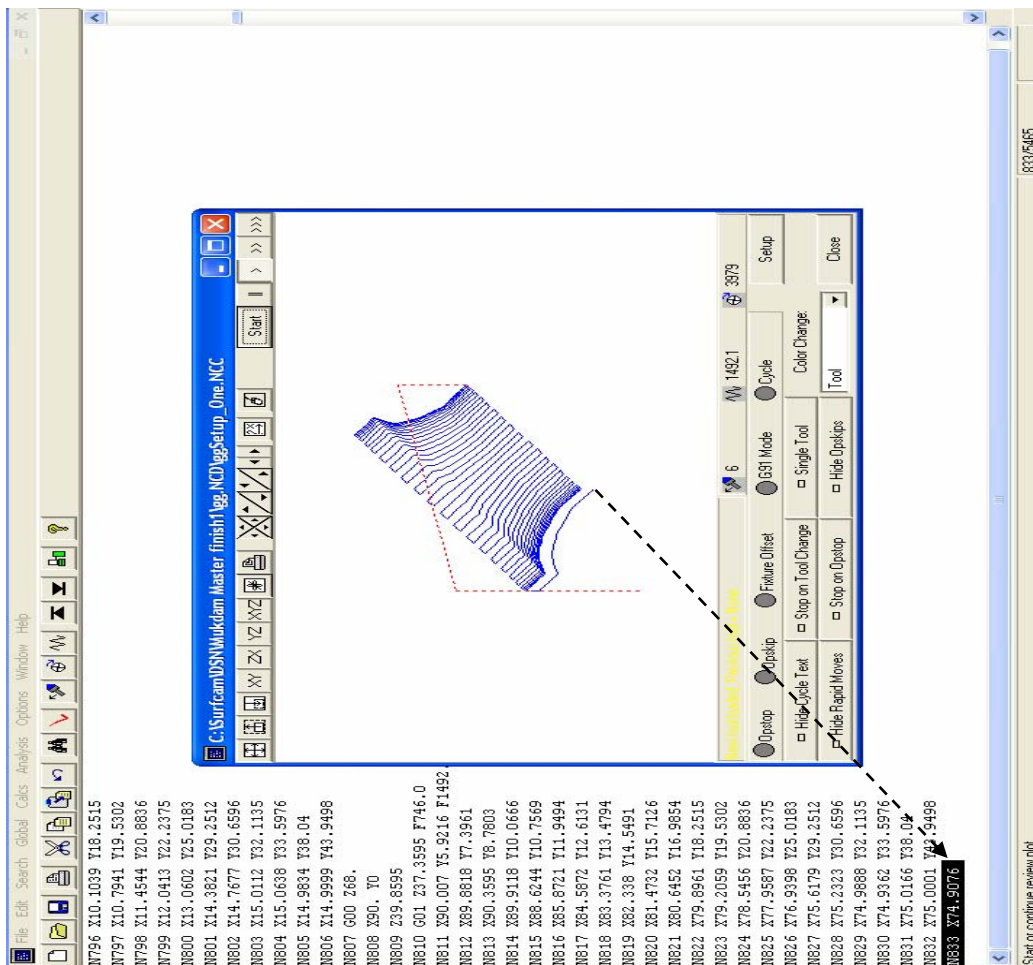 File Edit Search Global Calcs Analysis Options Window Help
N796 X10.1039 Y18.2515
N797 X10.7941 Y19.5302
N798 X11.4544 Y20.8836
N799 X12.0413 Y22.2375
N800 X13.0602 Y25.0183
N801 X14.3821 Y29.2512
N802 X14.7677 Y30.6596
N803 X15.0112 Y32.1135
N804 X15.0638 Y33.5976
N805 X14.9834 Y38.04
N806 X14.9999 Y43.9498
N807 G00 Z68.
N808 X90. Y0
N809 Z39.8595
N810 G01 Z37.3595 F746.0
N811 X90.007 Y5.9216 F1492.
N812 X89.8818 Y7.3961
N813 X90.3595 Y8.7803
N814 X89.9118 Y10.0666
N815 X88.6244 Y10.7569
N816 X85.8721 Y11.9494
N817 X84.5872 Y12.6131
N818 X83.3761 Y13.4794
N819 X82.338 Y14.5491
N820 X81.4732 Y15.7126
N821 X80.6452 Y16.9854
N822 X79.8961 Y18.2515
N823 X79.2059 Y19.5302
N824 X78.5456 Y20.8836
N825 X77.9587 Y22.2375
N826 X76.9398 Y25.0183
N827 X75.6179 Y29.2512
N828 X75.2323 Y30.6596
N829 X74.9888 Y32.1135
N830 X74.9362 Y33.5976
N831 X75.0166 Y38.04
N832 X75.0001 Y43.9498
N833 X74.9076
C:\Surfcam\DSN\Mukdam Master finish1\gg.NCD\ggSetup_One.NCC
XY ZX YZ XYZ
Start || > >> >>>
6 1492.1 3979
Opstop Opskip Fixture Offset G91 Mode Cycle Setup
Hide Cycle Text Stop on Tool Change Single Tool Color Change:
Hide Rapid Moves Stop on Opstop Hide Opskips Tool Close
Start or continue review plot
833/5465